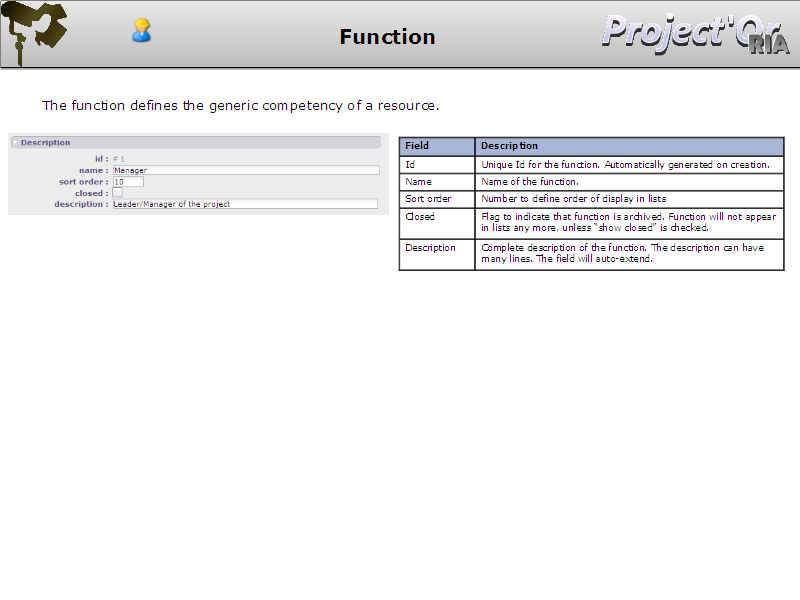 Function
Project'Or
RIA
The function defines the generic competency of a resource.
Description
id : # 1
name : Manager
sort order : 10
closed :
description : Leader/Manager of the project
Field Description
Id Unique Id for the function. Automatically generated on creation.
Name Name of the function.
Sort order Number to define order of display in lists
Closed Flag to indicate that function is archived. Function will not appear
in lists any more, unless “show closed” is checked.
Description Complete description of the function. The description can have
many lines. The field will auto-extend.